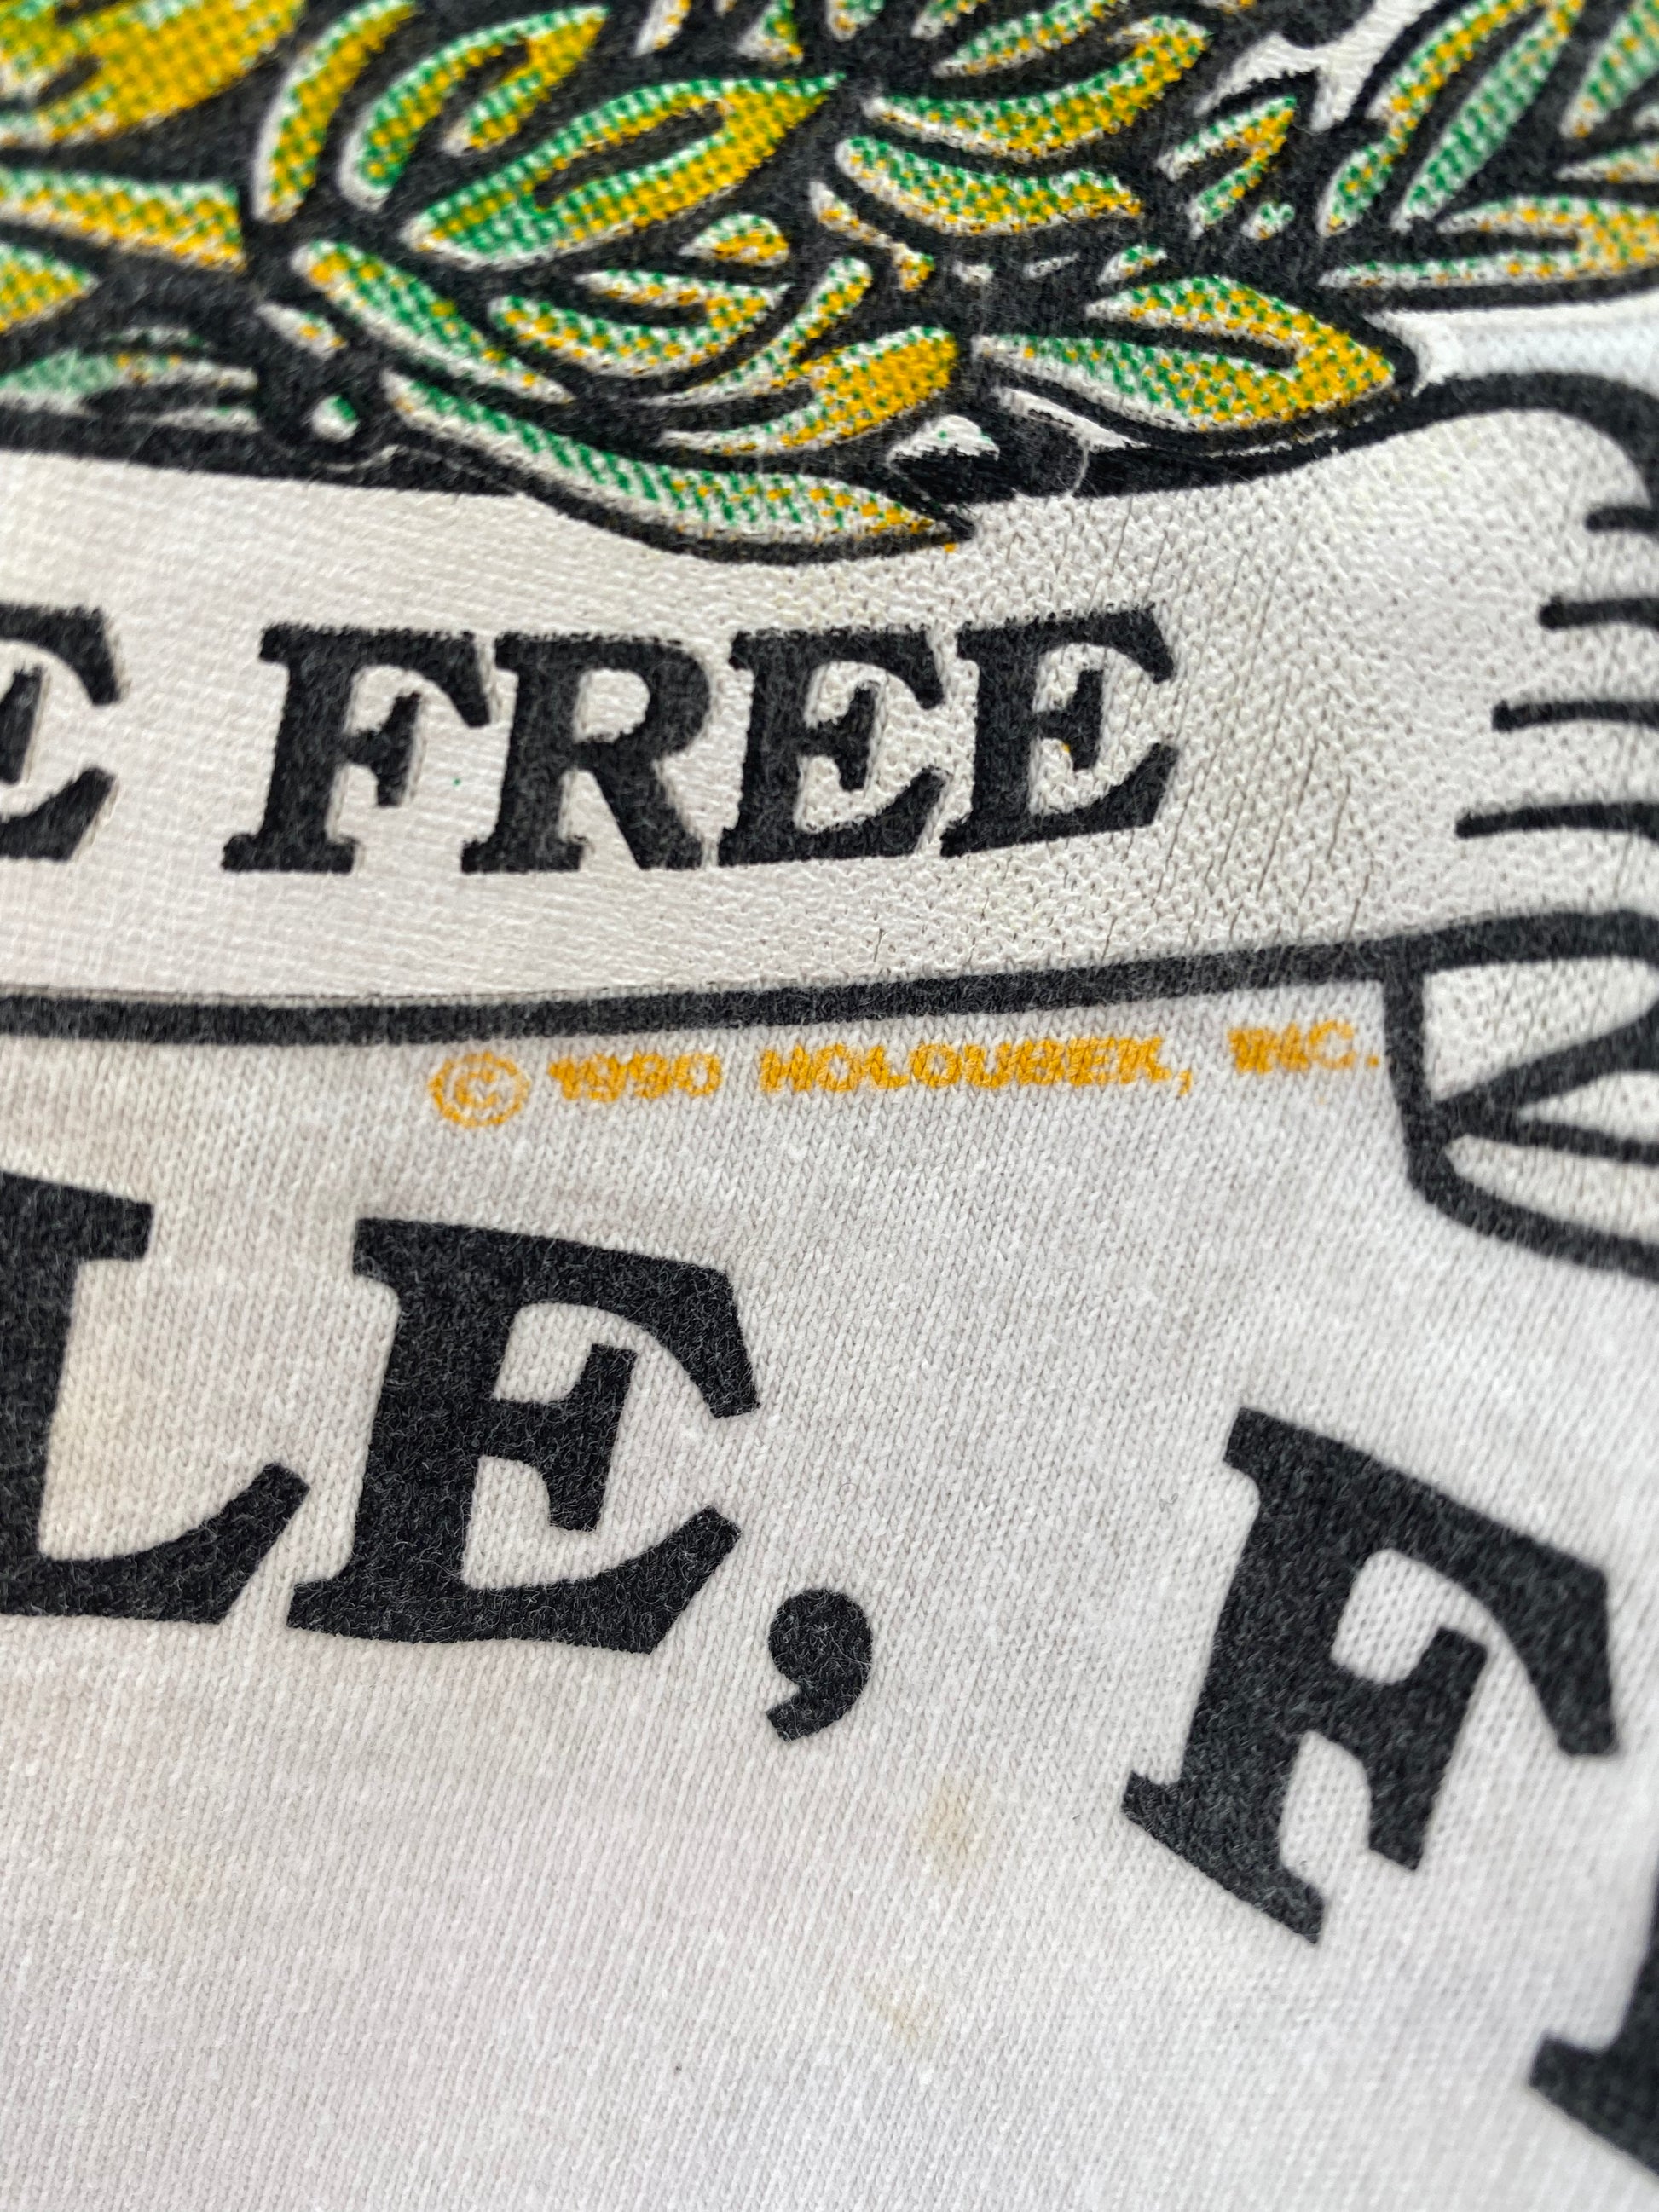 E FREE
© 1990 HOLOUBEK, INC.
LE, F